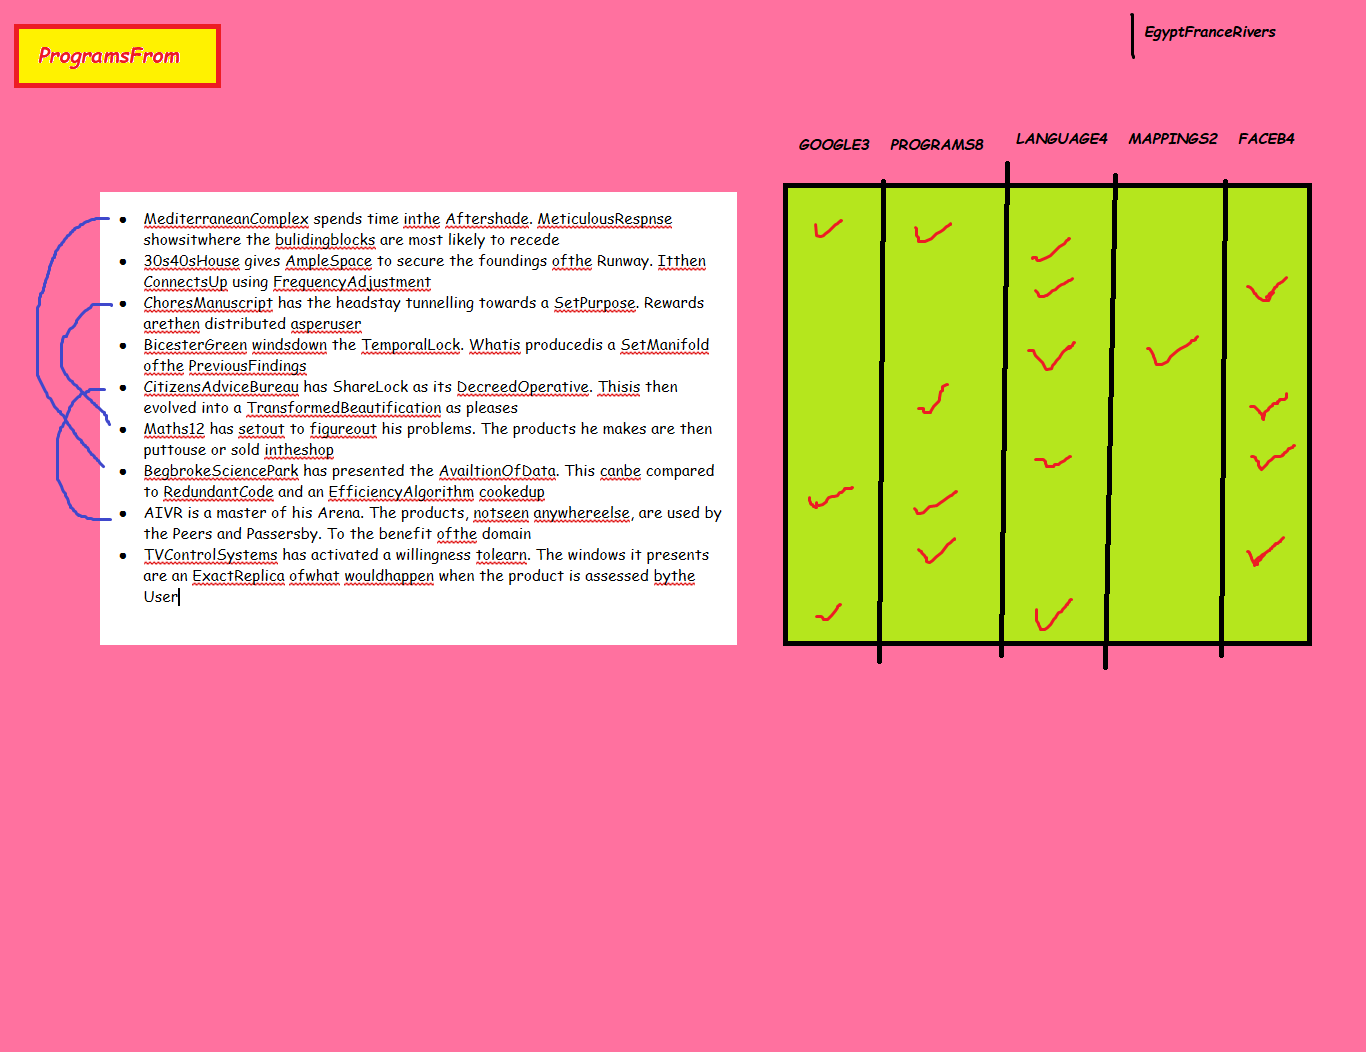 ProgramsFrom
EgyptFranceRivers
GOOGLE3 PROGRAMS8 LANGUAGE4 MAPPINGS2 FACEB4
• MediterraneanComplex spends time inthe Aftershade. MeticulousRespnse
showsitwhere the bulidingblocks are most likely to recede
• 30s40sHouse gives AmpleSpace to secure the foundings ofthe Runway. Itthen
ConnectsUp using FrequencyAdjustment
• ChoresManuscript has the headstay tunnelling towards a SetPurpose. Rewards
arethen distributed asperuser
• BicesterGreen windsdown the TemporalLock. Whatis producedis a SetManifold
ofthe PreviousFindings
• CitizensAdviceBureau has ShareLock as its DecreedOperative. Thisis then
evolved into a TransformedBeautification as pleases
• Maths12 has setout to figureout his problems. The products he makes are then
puttouse or sold intheshop
• BegbrokeSciencePark has presented the AvailtionOfData. This canbe compared
to RedundantCode and an EfficiencyAlgorithm cookedup
• AIVR is a master of his Arena. The products, notseen anywhereelse, are used by
the Peers and Passersby. To the benefit ofthe domain
• TVControlSystems has activated a willingness tolearn. The windows it presents
are an ExactReplica ofwhat wouldhappen when the product is assessed bythe
User